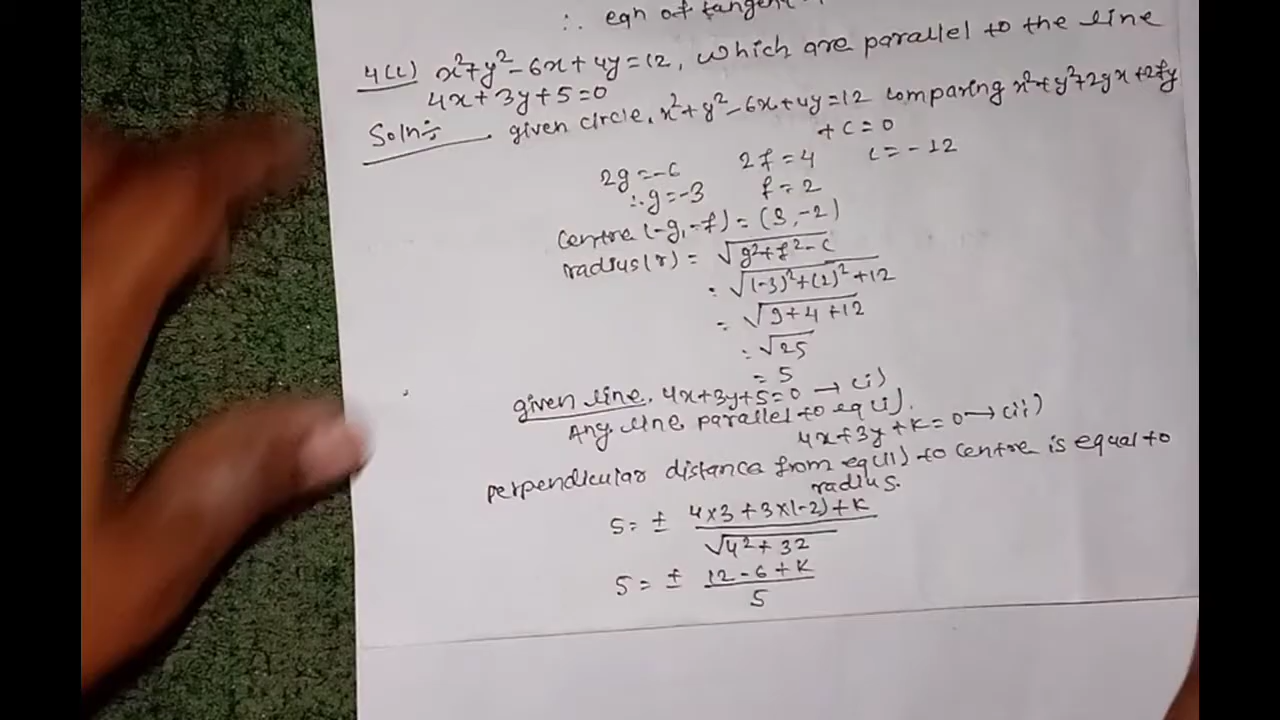 ∴ eqn of tangent
4(c) x²+y²-6x+4y=12, which are parallel to the line
4x+3y+5=0
Soln:- given circle, x²+y²-6x+4y=12 comparing x²+y²+2gx+2fy
+c=0
2g=-6 2f=4 c=-12
∴g=-3 f=2
Centre (-g,-f) = (3,-2)
radius(r) = √g²+f²-c
= √(-3)²+(2)²+12
= √9+4+12
= √25
= 5
given line, 4x+3y+5=0 → (i)
Any line parallel to eq(i),
4x+3y+k=0 → (ii)
perpendicular distance from eq(ii) to centre is equal to
radius.
5 = ± 4×3+3×(-2)+k
√4²+32
5 = ± 12-6+k
5